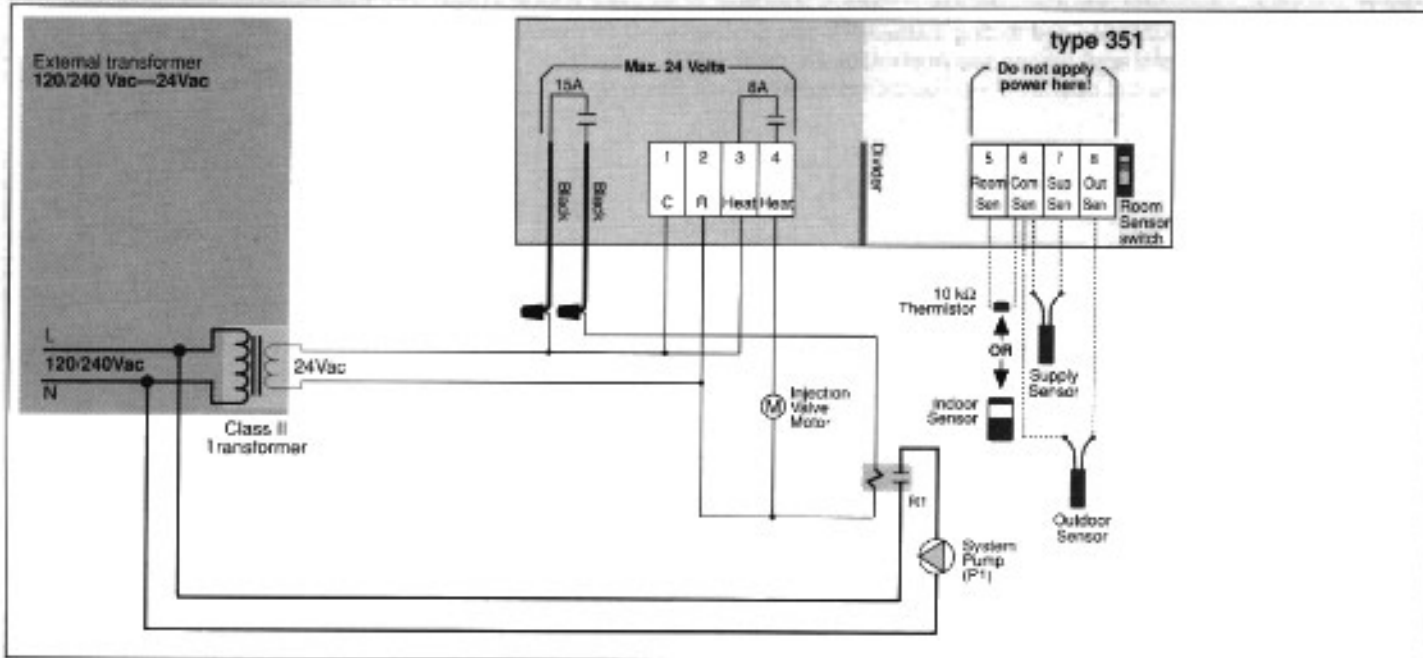 External transformer
120/240 Vac—24Vac
L
120/240Vac
N
24Vac
Class II
Transformer
type 351
Max. 24 Volts
15A
8A
Black
Black
1
2
3
4
C
R
Heat
Heat
Divider
Do not apply
power here!
5
6
7
8
Room
Com
Sup
Out
Sen
Sen
Sen
Sen
Room
Sensor
switch
10 kΩ
Thermistor
OR
Indoor
Sensor
Supply
Sensor
Outdoor
Sensor
M
Injection
Valve
Motor
R1
System
Pump
(P1)